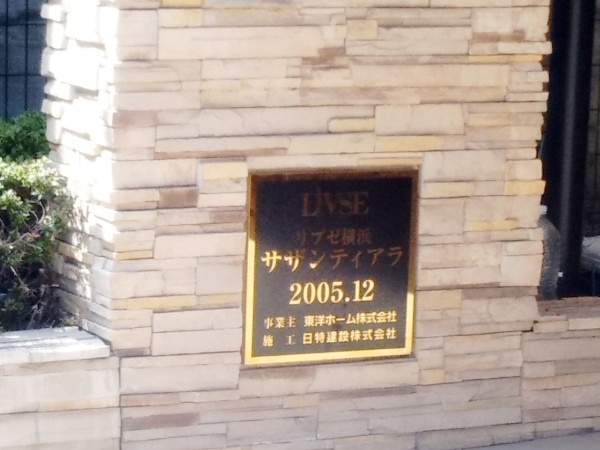 LIVSE
リブゼ横浜
サザンティアラ
2005.12
事業主 東洋ホーム株式会社
施 工 日特建設株式会社